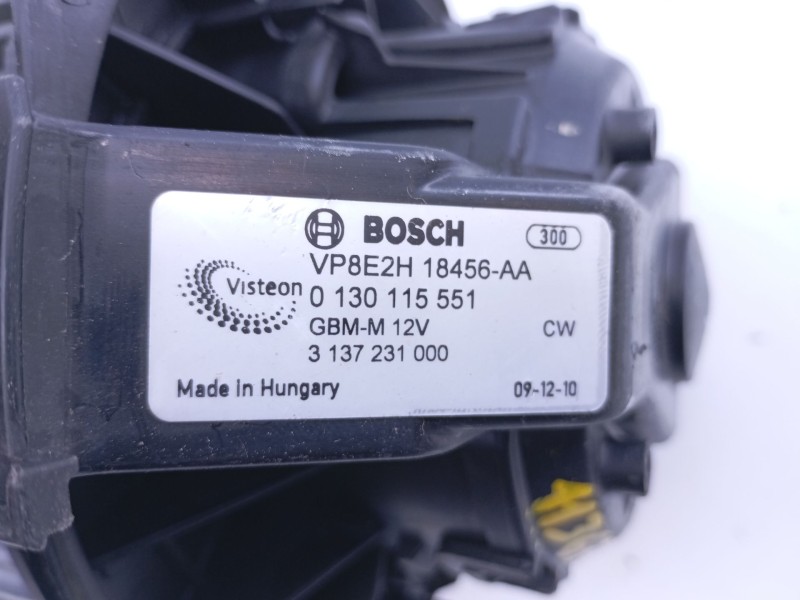 BOSCH
300
VP8E2H 18456-AA
Visteon
0 130 115 551
GBM-M 12V
CW
3 137 231 000
Made in Hungary
09-12-10